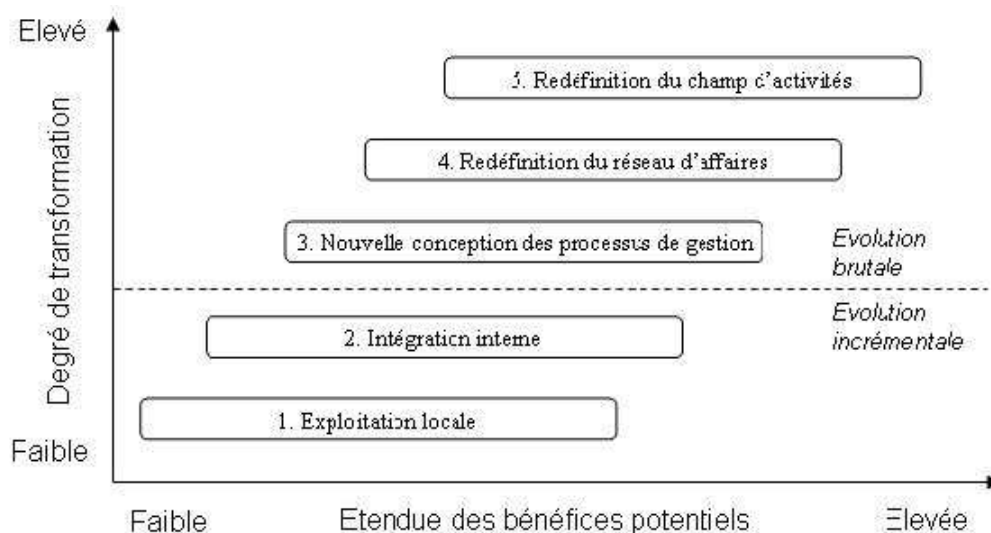 Elevé
5. Redéfinition du champ d'activités
4. Redéfinition du réseau d'affaires
3. Nouvelle conception des processus de gestion
Evolution
brutale
Evolution
incrémentale
2. Intégration interne
1. Exploitation locale
Degré de transformation
Faible
Faible
Etendue des bénéfices potentiels
Elevée